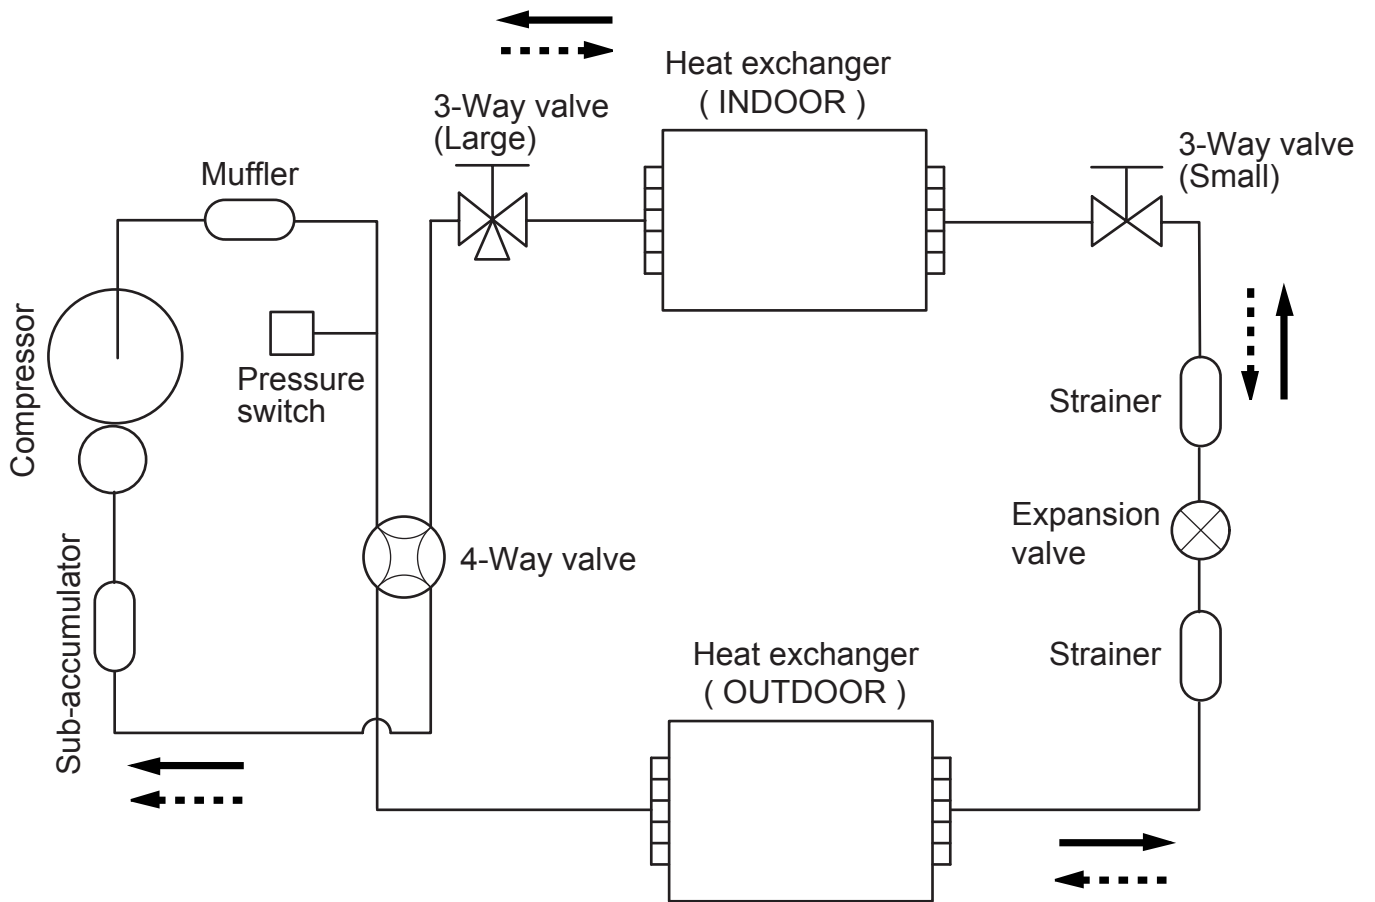 Heat exchanger
( INDOOR )
3-Way valve
(Large)
3-Way valve
(Small)
Muffler
Compressor
Pressure
switch
Strainer
Expansion
valve
4-Way valve
Sub-accumulator
Heat exchanger
( OUTDOOR )
Strainer